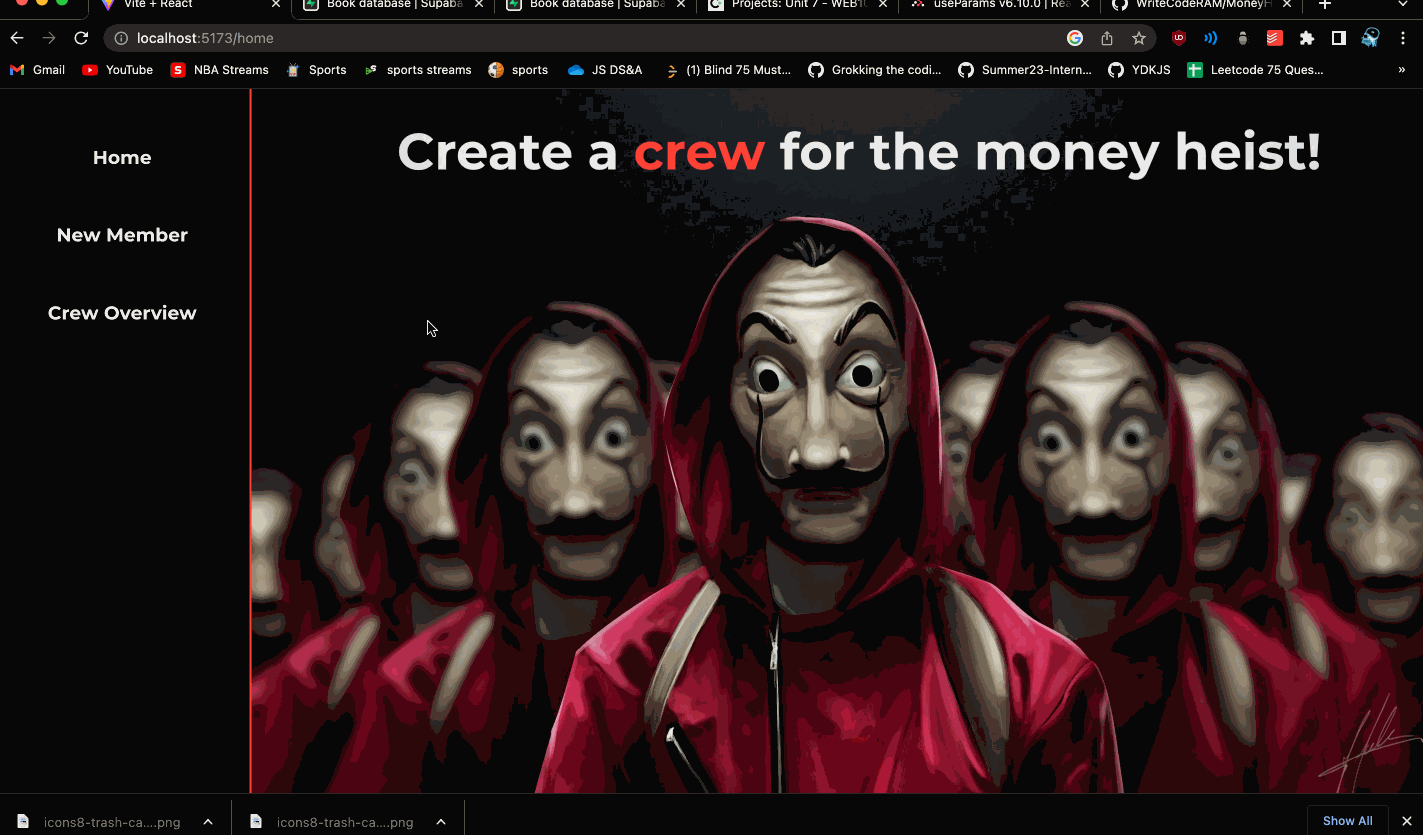 Vite + React
Book database | Supaba
Book database | Supaba
Projects: Unit 7 - WEB10
useParams v6.10.0 | Rea
WriteCodeRAM/MoneyH
localhost:5173/home
Gmail
YouTube
NBA Streams
Sports
sports streams
sports
JS DS&A
(1) Blind 75 Must...
Grokking the codi...
Summer23-Intern...
YDKJS
Leetcode 75 Ques...
»
Create a crew for the money heist!
Home
New Member
Crew Overview
icons8-trash-ca....png
icons8-trash-ca....png
Show All